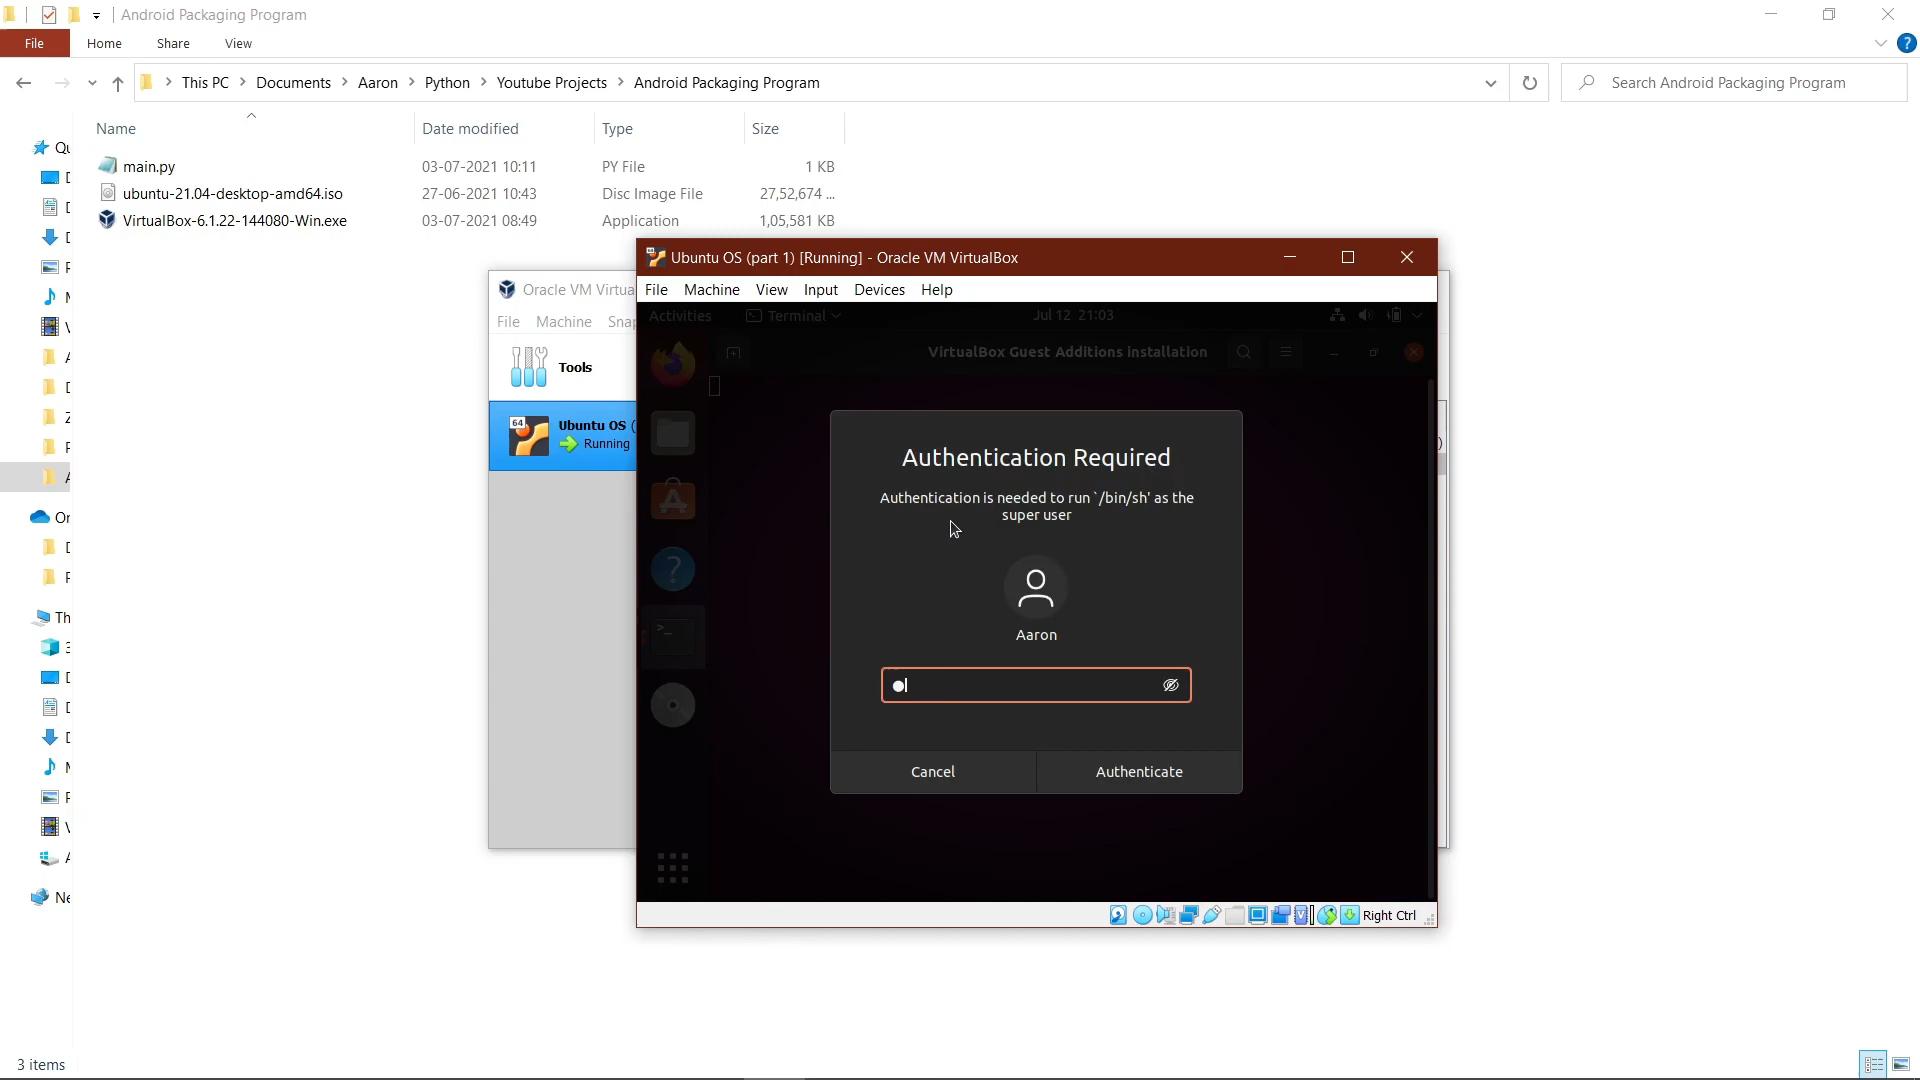 Android Packaging Program
File Home Share View
This PC > Documents > Aaron > Python > Youtube Projects > Android Packaging Program
Search Android Packaging Program
Name Date modified Type Size
main.py 03-07-2021 10:11 PY File 1 KB
ubuntu-21.04-desktop-amd64.iso 27-06-2021 10:43 Disc Image File 27,52,674 ...
VirtualBox-6.1.22-144080-Win.exe 03-07-2021 08:49 Application 1,05,581 KB
Oracle VM Virtua
File Machine Snap
Tools
64
Ubuntu OS (
Running
Ubuntu OS (part 1) [Running] - Oracle VM VirtualBox
File Machine View Input Devices Help
Activities Terminal Jul 12 21:03
VirtualBox Guest Additions installation
Authentication Required
Authentication is needed to run `/bin/sh' as the
super user
Aaron
Cancel Authenticate
Right Ctrl
3 items